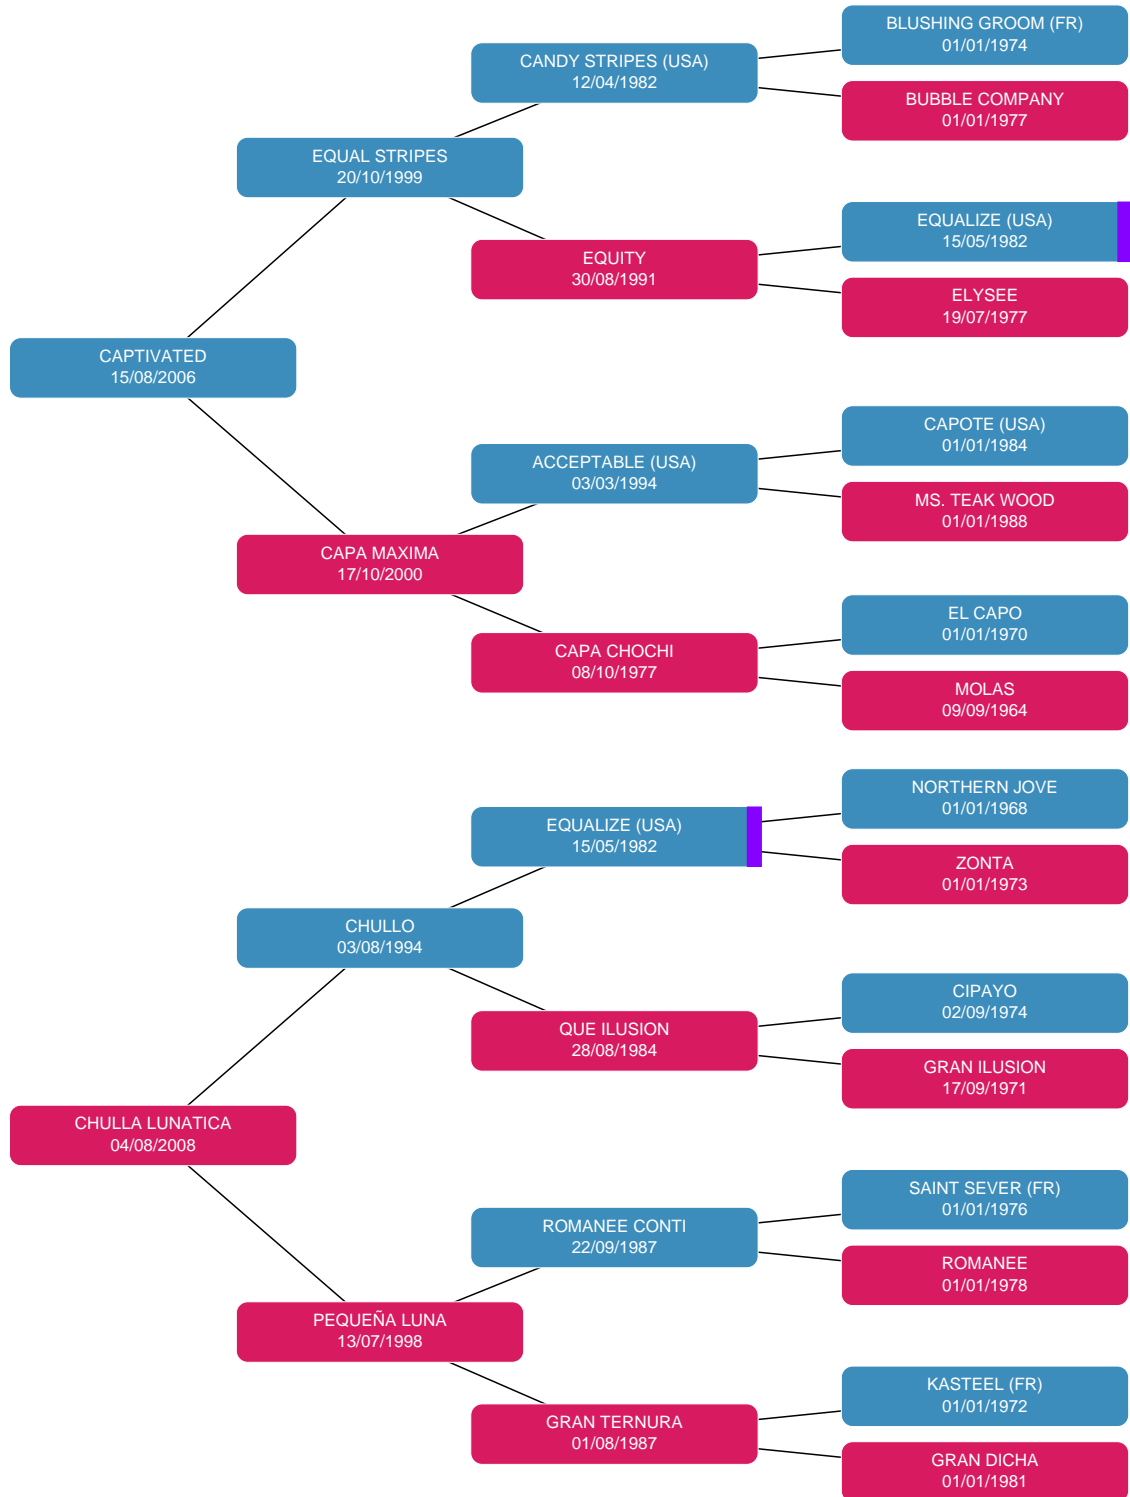 BLUSHING GROOM (FR)
01/01/1974
CANDY STRIPES (USA)
12/04/1982
BUBBLE COMPANY
01/01/1977
EQUAL STRIPES
20/10/1999
EQUALIZE (USA)
15/05/1982
EQUITY
30/08/1991
ELYSEE
19/07/1977
CAPTIVATED
15/08/2006
CAPOTE (USA)
01/01/1984
ACCEPTABLE (USA)
03/03/1994
MS. TEAK WOOD
01/01/1988
CAPA MAXIMA
17/10/2000
EL CAPO
01/01/1970
CAPA CHOCHI
08/10/1977
MOLAS
09/09/1964
NORTHERN JOVE
01/01/1968
EQUALIZE (USA)
15/05/1982
ZONTA
01/01/1973
CHULLO
03/08/1994
CIPAYO
02/09/1974
QUE ILUSION
28/08/1984
GRAN ILUSION
17/09/1971
CHULLA LUNATICA
04/08/2008
SAINT SEVER (FR)
01/01/1976
ROMANEE CONTI
22/09/1987
ROMANEE
01/01/1978
PEQUEÑA LUNA
13/07/1998
KASTEEL (FR)
01/01/1972
GRAN TERNURA
01/08/1987
GRAN DICHA
01/01/1981